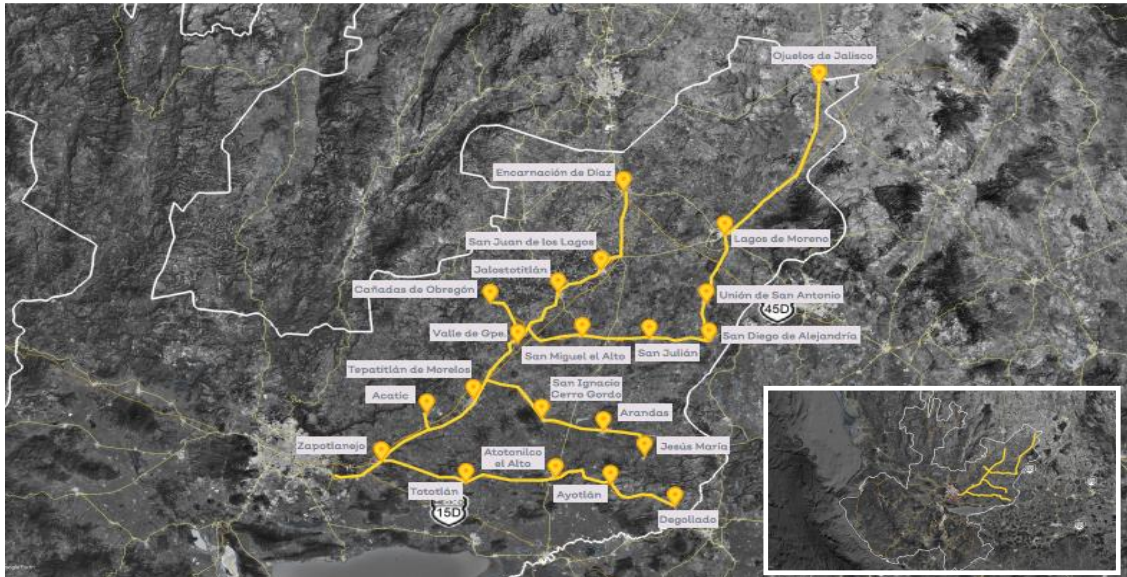 Ojuelos de Jalisco
Encarnación de Díaz
San Juan de los Lagos
Lagos de Moreno
Jalostotitlán
Cañadas de Obregón
Unión de San Antonio
45D
Valle de Gpe.
San Miguel el Alto
San Julián
San Diego de Alejandría
Tepatitlán de Morelos
Acatic
San Ignacio
Cerro Gordo
Arandas
Zapotlanejo
Jesús María
Atotonilco
el Alto
Tototlán
Ayotlán
MÉXICO
15D
Degollado